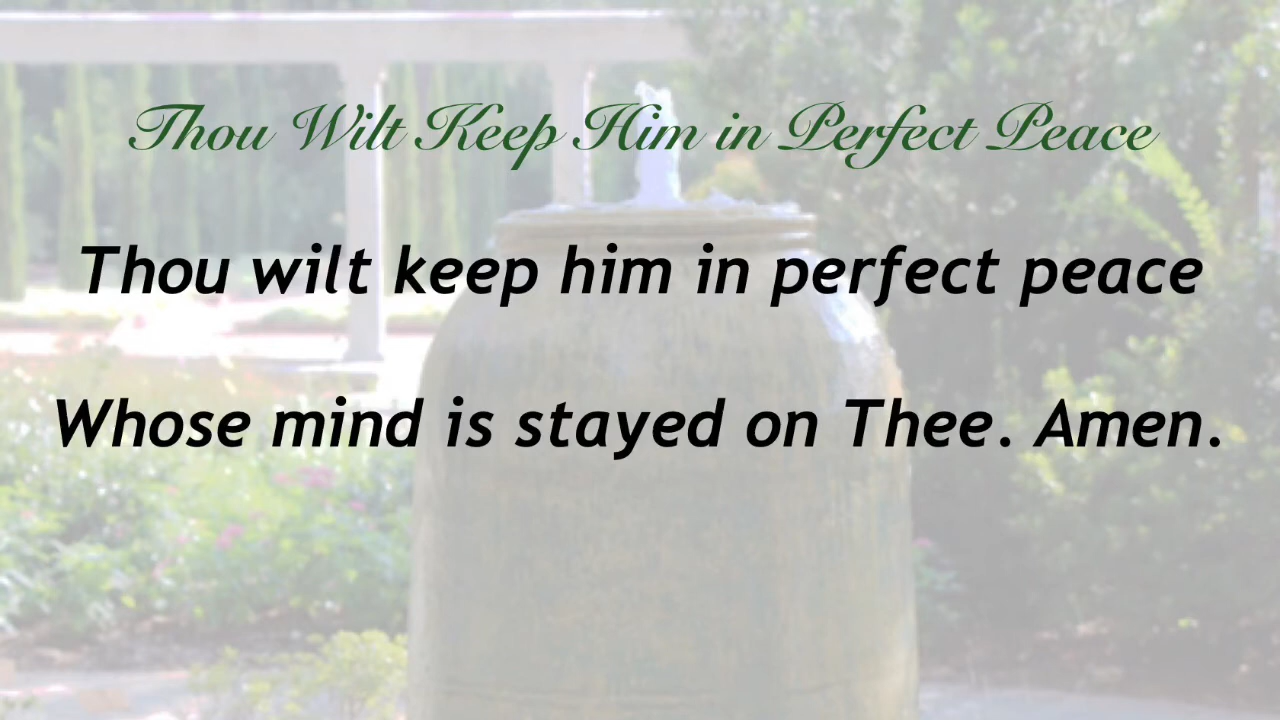 Thou Wilt Keep Him in Perfect Peace
Thou wilt keep him in perfect peace
Whose mind is stayed on Thee. Amen.